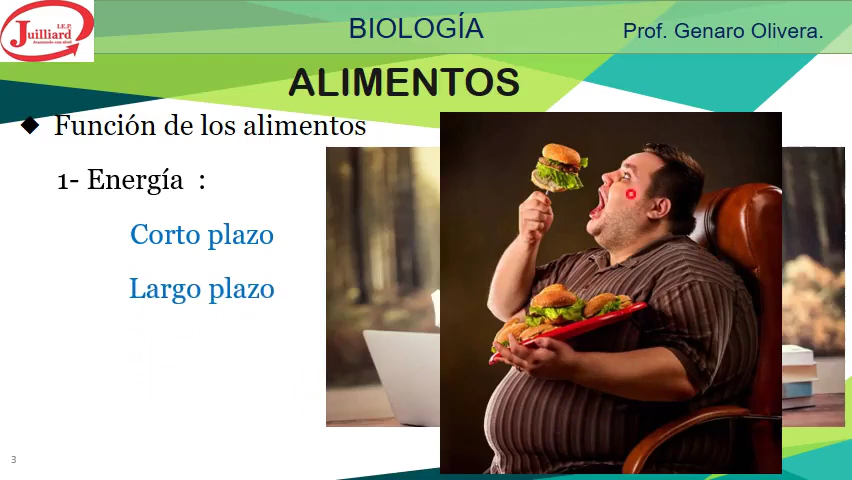 I.E.P.
Juilliard
BIOLOGÍA
Prof. Genaro Olivera.
ALIMENTOS
Función de los alimentos
1- Energía :
Corto plazo
Largo plazo
3